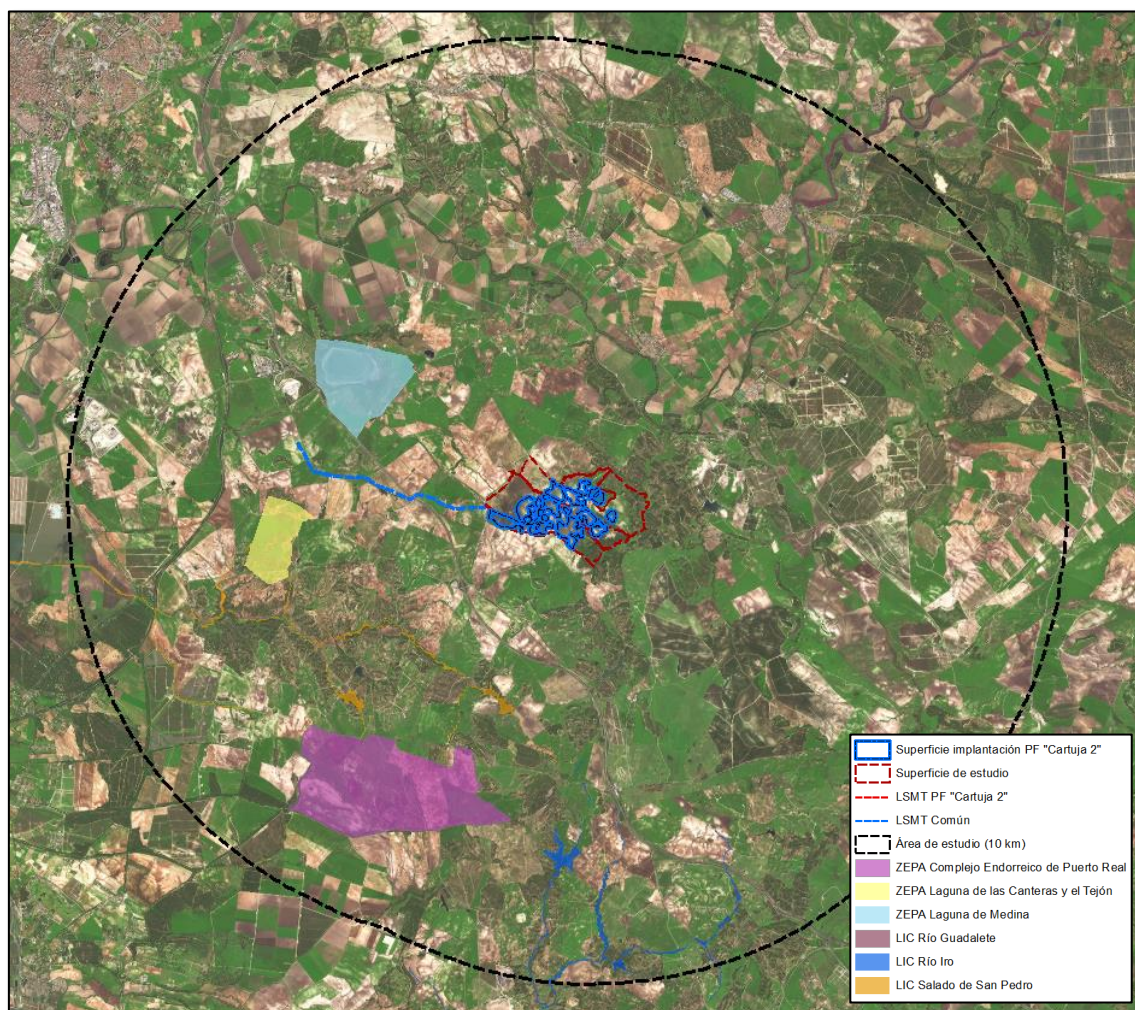 Superficie implantación PF "Cartuja 2"
Superficie de estudio
LSMT PF "Cartuja 2"
LSMT Común
Área de estudio (10 km)
ZEPA Complejo Endorreico de Puerto Real
ZEPA Laguna de las Canteras y el Tejón
ZEPA Laguna de Medina
LIC Río Guadalete
LIC Río Iro
LIC Salado de San Pedro